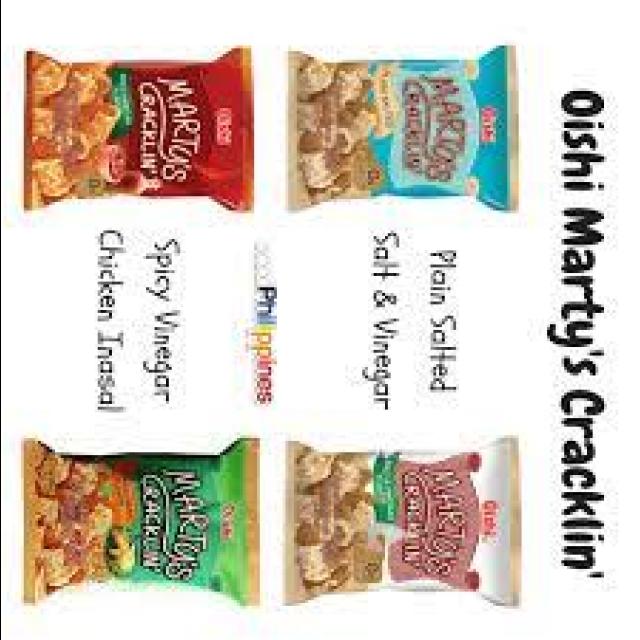 Oishi Marty's Cracklin'
Oishi
MARTY'S
CRACKLIN'
Plain Salted
Salt & Vinegar
Oishi
MARTY'S
CRACKLIN'
Philippines
Oishi
MARTY'S
CRACKLIN'
Spicy Vinegar
Chicken Inasal
Oishi
MARTY'S
CRACKLIN'